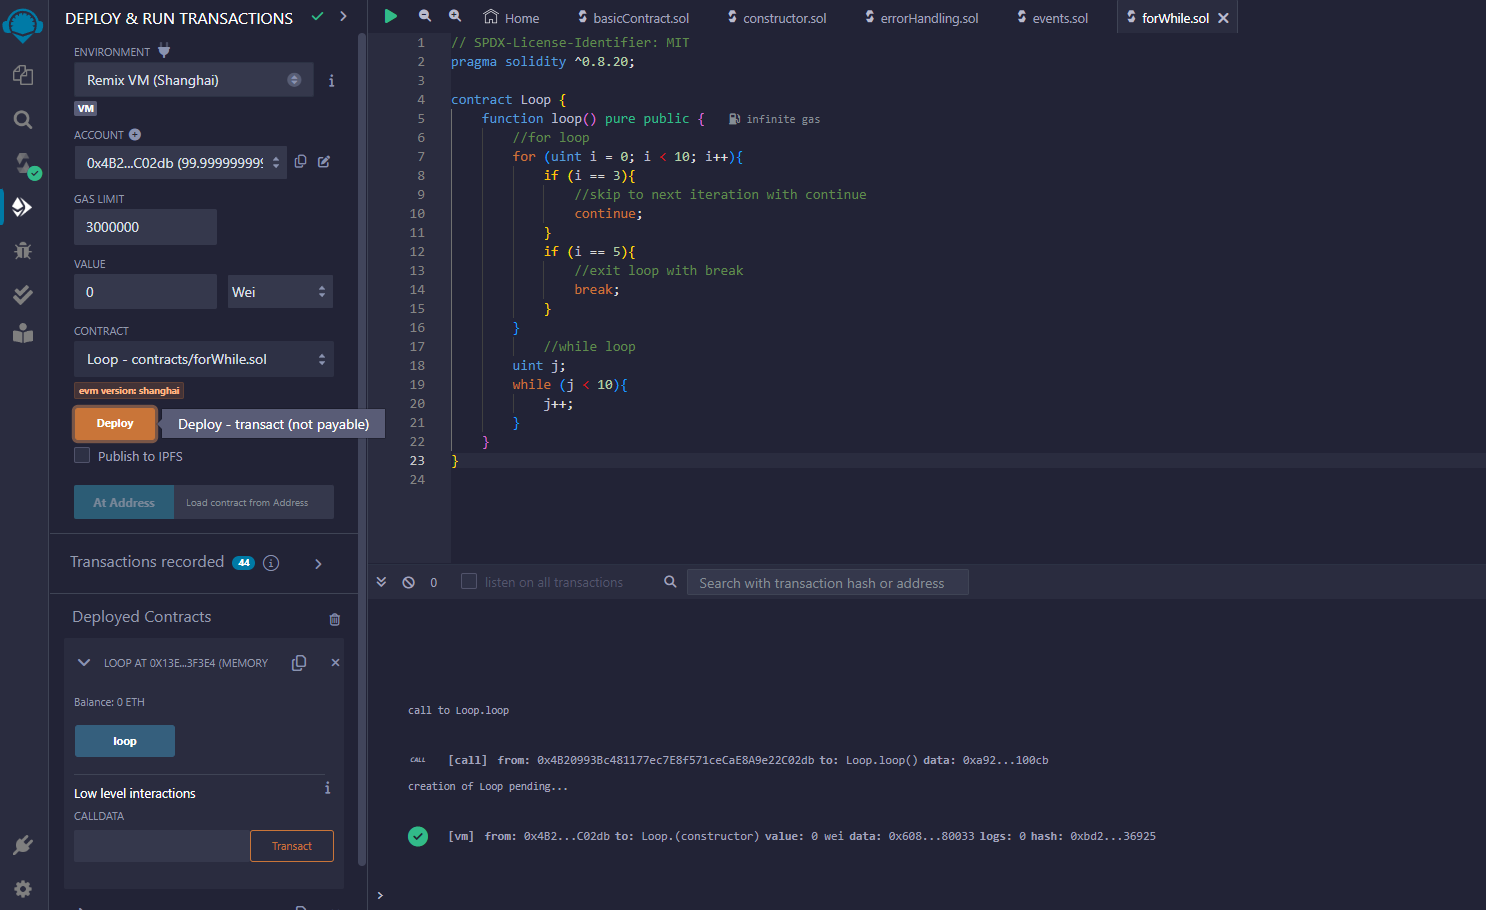 DEPLOY & RUN TRANSACTIONS
ENVIRONMENT
Remix VM (Shanghai)
VM
ACCOUNT
0x4B2...C02db (99.9999999999
GAS LIMIT
3000000
VALUE
0
Wei
CONTRACT
Loop - contracts/forWhile.sol
evm version: shanghai
Deploy
Deploy - transact (not payable)
Publish to IPFS
At Address
Load contract from Address
Transactions recorded 44
Deployed Contracts
LOOP AT 0X13E...3F3E4 (MEMORY
Balance: 0 ETH
loop
Low level interactions
CALLDATA
Transact
Home
basicContract.sol
constructor.sol
errorHandling.sol
events.sol
forWhile.sol
1 // SPDX-License-Identifier: MIT
2 pragma solidity ^0.8.20;
3
4 contract Loop {
5 function loop() pure public { infinite gas
6 //for loop
7 for (uint i = 0; i < 10; i++){
8 if (i == 3){
9 //skip to next iteration with continue
10 continue;
11 }
12 if (i == 5){
13 //exit loop with break
14 break;
15 }
16 }
17 //while loop
18 uint j;
19 while (j < 10){
20 j++;
21 }
22 }
23 }
24
0
listen on all transactions
Search with transaction hash or address
call to Loop.loop
CALL [call] from: 0x4B20993Bc481177ec7E8f571ceCaE8A9e22C02db to: Loop.loop() data: 0xa92...100cb
creation of Loop pending...
[vm] from: 0x4B2...C02db to: Loop.(constructor) value: 0 wei data: 0x608...80033 logs: 0 hash: 0xbd2...36925
>